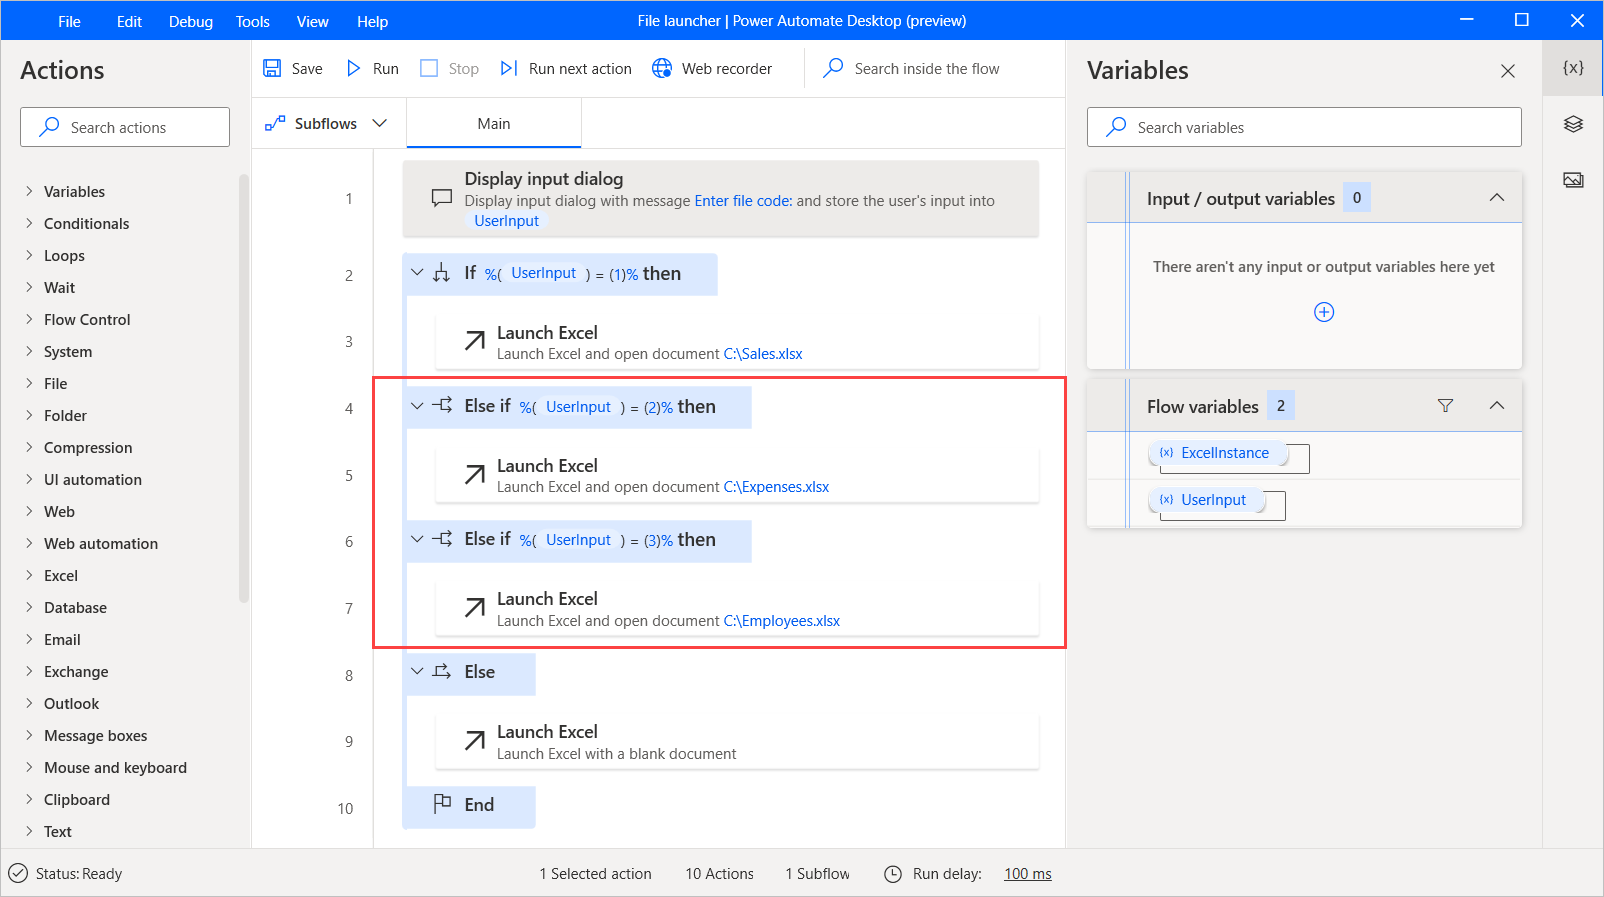 File Edit Debug Tools View Help File launcher | Power Automate Desktop (preview)
Actions
Search actions
Variables
Conditionals
Loops
Wait
Flow Control
System
File
Folder
Compression
UI automation
Web
Web automation
Excel
Database
Email
Exchange
Outlook
Message boxes
Mouse and keyboard
Clipboard
Text
Save Run Stop Run next action Web recorder Search inside the flow
Subflows Main
1 Display input dialog
Display input dialog with message Enter file code: and store the user's input into
UserInput
2 If %( UserInput ) = (1)% then
3 Launch Excel
Launch Excel and open document C:\Sales.xlsx
4 Else if %( UserInput ) = (2)% then
5 Launch Excel
Launch Excel and open document C:\Expenses.xlsx
6 Else if %( UserInput ) = (3)% then
7 Launch Excel
Launch Excel and open document C:\Employees.xlsx
8 Else
9 Launch Excel
Launch Excel with a blank document
10 End
Variables
{x}
Search variables
Input / output variables 0
There aren't any input or output variables here yet
Flow variables 2
{x} ExcelInstance
{x} UserInput
Status: Ready 1 Selected action 10 Actions 1 Subflow Run delay: 100 ms